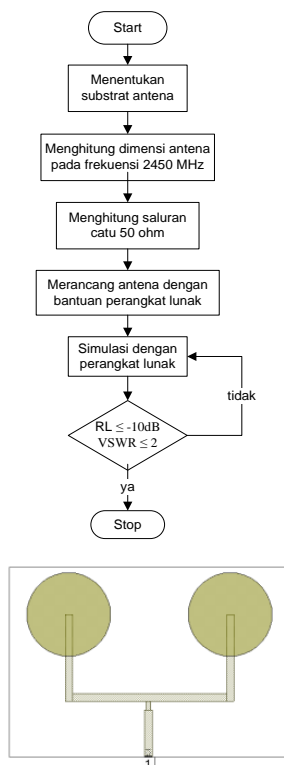 Start
Menentukan
substrat antena
Menghitung dimensi antena
pada frekuensi 2450 MHz
Menghitung saluran
catu 50 ohm
Merancang antena dengan
bantuan perangkat lunak
Simulasi dengan
perangkat lunak
tidak
RL ≤ -10dB
VSWR ≤ 2
ya
Stop
1